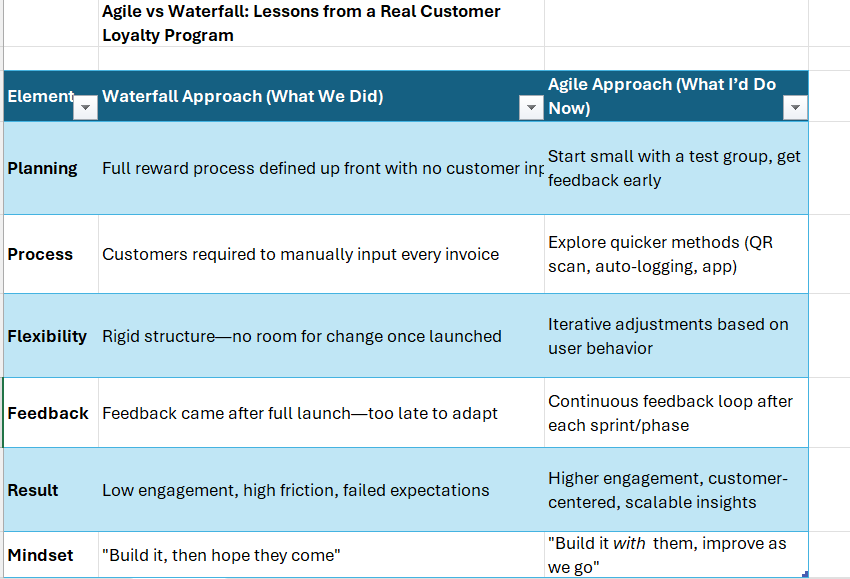 Agile vs Waterfall: Lessons from a Real Customer
Loyalty Program
Element
Waterfall Approach (What We Did)
Agile Approach (What I’d Do
Now)
Planning
Full reward process defined up front with no customer
Start small with a test group, get
feedback early
Process
Customers required to manually input every invoice
Explore quicker methods (QR
scan, auto-logging, app)
Flexibility
Rigid structure—no room for change once launched
Iterative adjustments based on
user behavior
Feedback
Feedback came after full launch—too late to adapt
Continuous feedback loop after
each sprint/phase
Result
Low engagement, high friction, failed expectations
Higher engagement, customer-
centered, scalable insights
Mindset
"Build it, then hope they come"
"Build it with them, improve as
we go"